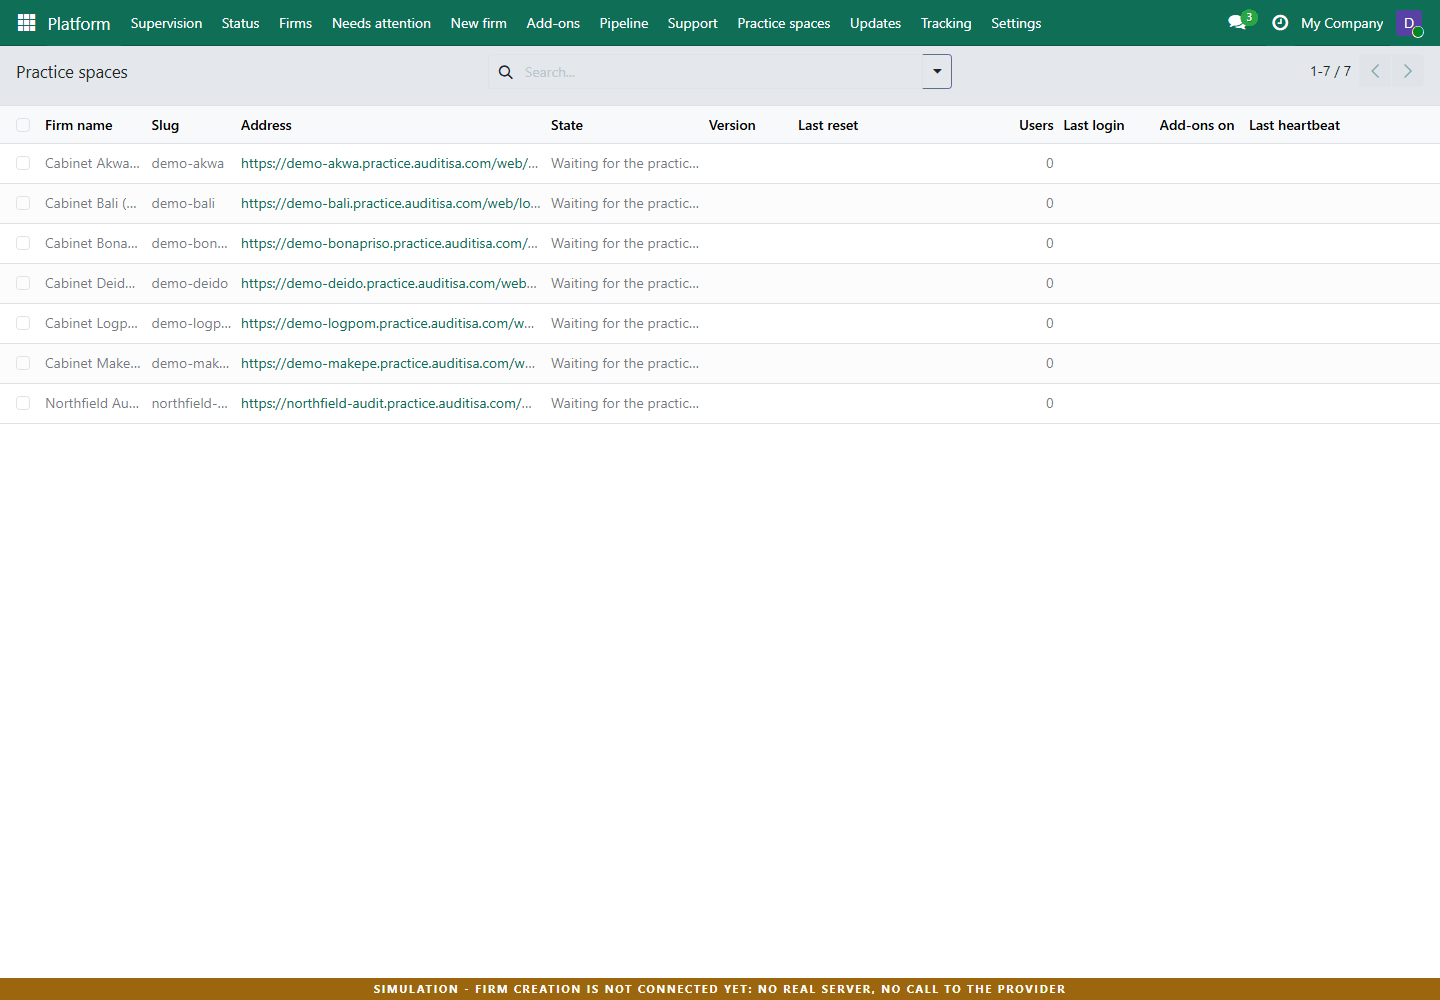 Platform Supervision Status Firms Needs attention New firm Add-ons Pipeline Support Practice spaces Updates Tracking Settings 3 My Company D
Practice spaces Search... 1-7 / 7
Firm name Slug Address State Version Last reset Users Last login Add-ons on Last heartbeat
Cabinet Akwa... demo-akwa https://demo-akwa.practice.auditisa.com/web/... Waiting for the practic... 0
Cabinet Bali (... demo-bali https://demo-bali.practice.auditisa.com/web/lo... Waiting for the practic... 0
Cabinet Bona... demo-bon... https://demo-bonapriso.practice.auditisa.com/... Waiting for the practic... 0
Cabinet Deid... demo-deido https://demo-deido.practice.auditisa.com/web... Waiting for the practic... 0
Cabinet Logp... demo-logp... https://demo-logpom.practice.auditisa.com/w... Waiting for the practic... 0
Cabinet Make... demo-mak... https://demo-makepe.practice.auditisa.com/w... Waiting for the practic... 0
Northfield Au... northfield-... https://northfield-audit.practice.auditisa.com/... Waiting for the practic... 0
SIMULATION - FIRM CREATION IS NOT CONNECTED YET: NO REAL SERVER, NO CALL TO THE PROVIDER